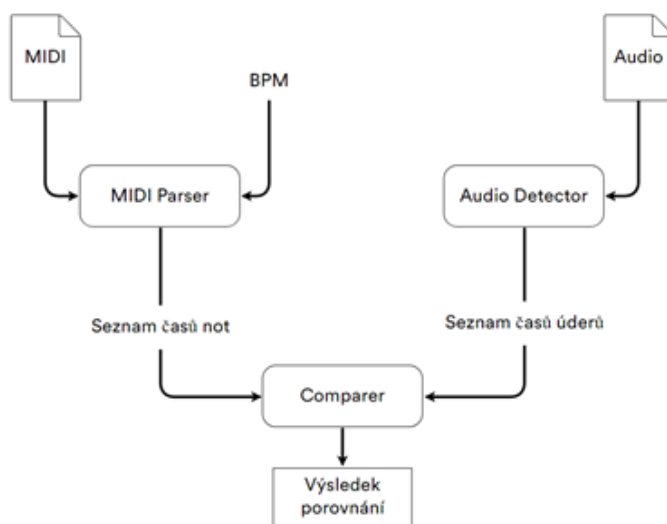 MIDI
Audio
BPM
MIDI Parser
Audio Detector
Seznam časů not
Seznam časů úderů
Comparer
Výsledek
porovnání